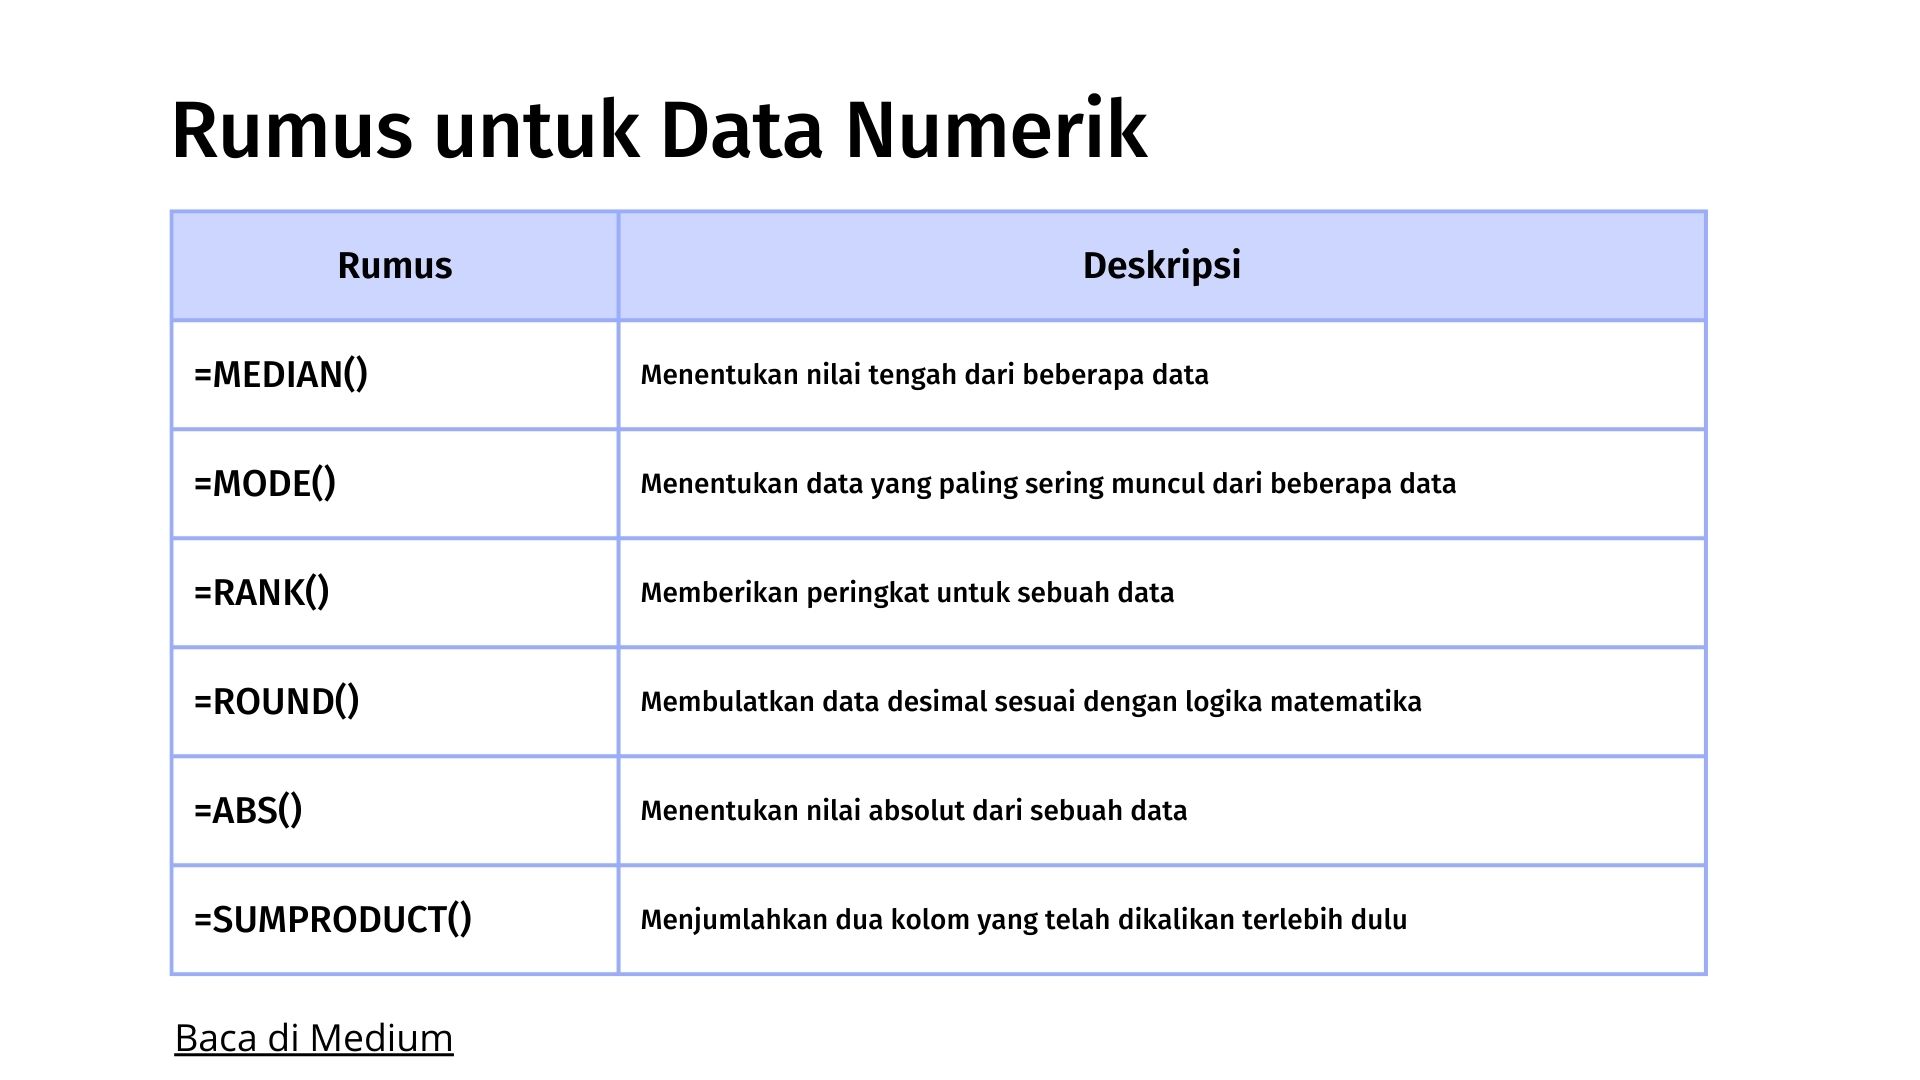 Rumus untuk Data Numerik
Rumus
Deskripsi
=MEDIAN()
Menentukan nilai tengah dari beberapa data
=MODE()
Menentukan data yang paling sering muncul dari beberapa data
=RANK()
Memberikan peringkat untuk sebuah data
=ROUND()
Membulatkan data desimal sesuai dengan logika matematika
=ABS()
Menentukan nilai absolut dari sebuah data
=SUMPRODUCT()
Menjumlahkan dua kolom yang telah dikalikan terlebih dulu
Baca di Medium